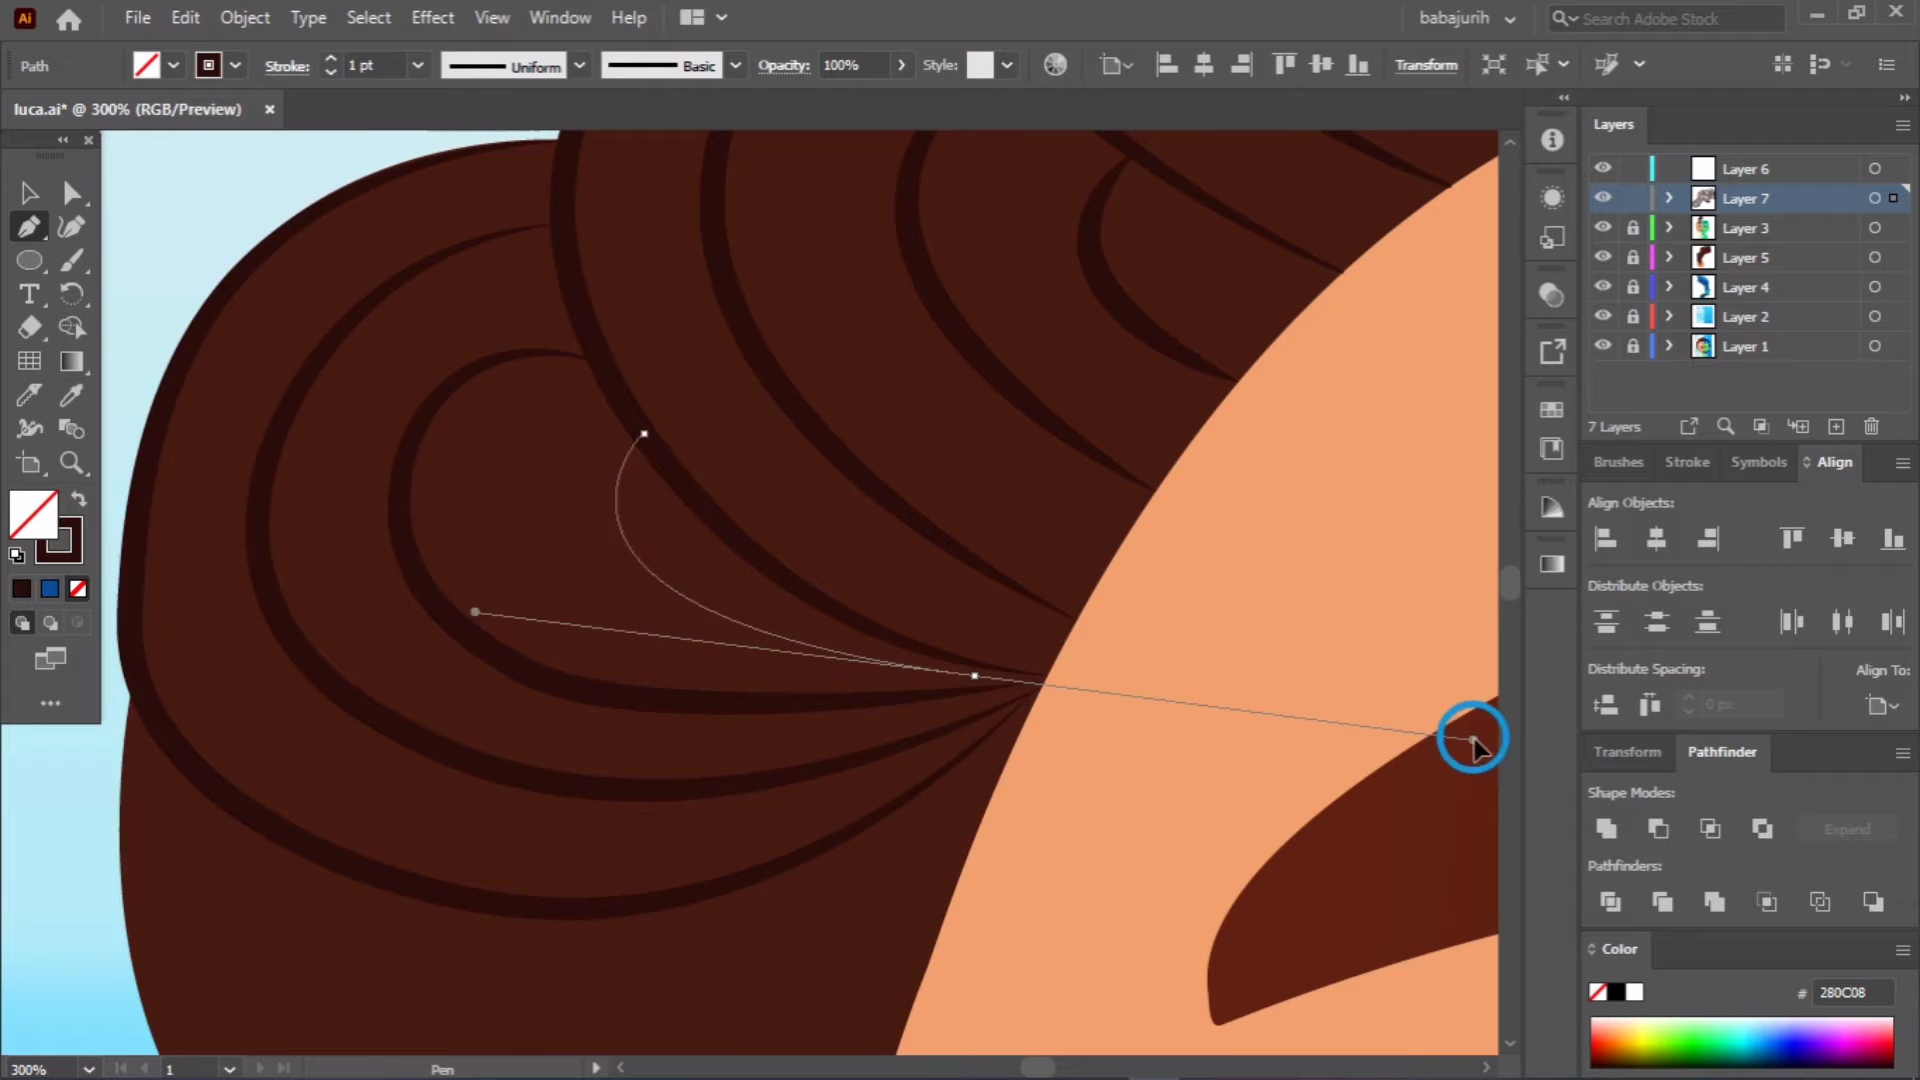 Ai File Edit Object Type Select Effect View Window Help babajurih Search Adobe Stock
Path Stroke: 1 pt Uniform Basic Opacity: 100% Style: Transform
luca.ai* @ 300% (RGB/Preview)
Layers
Layer 6
Layer 7
Layer 3
Layer 5
Layer 4
Layer 2
Layer 1
7 Layers
Brushes Stroke Symbols Align
Align Objects:
Distribute Objects:
Distribute Spacing: Align To:
0 px
Transform Pathfinder
Shape Modes:
Expand
Pathfinders:
Color
# 280C08
300% 1 Pen